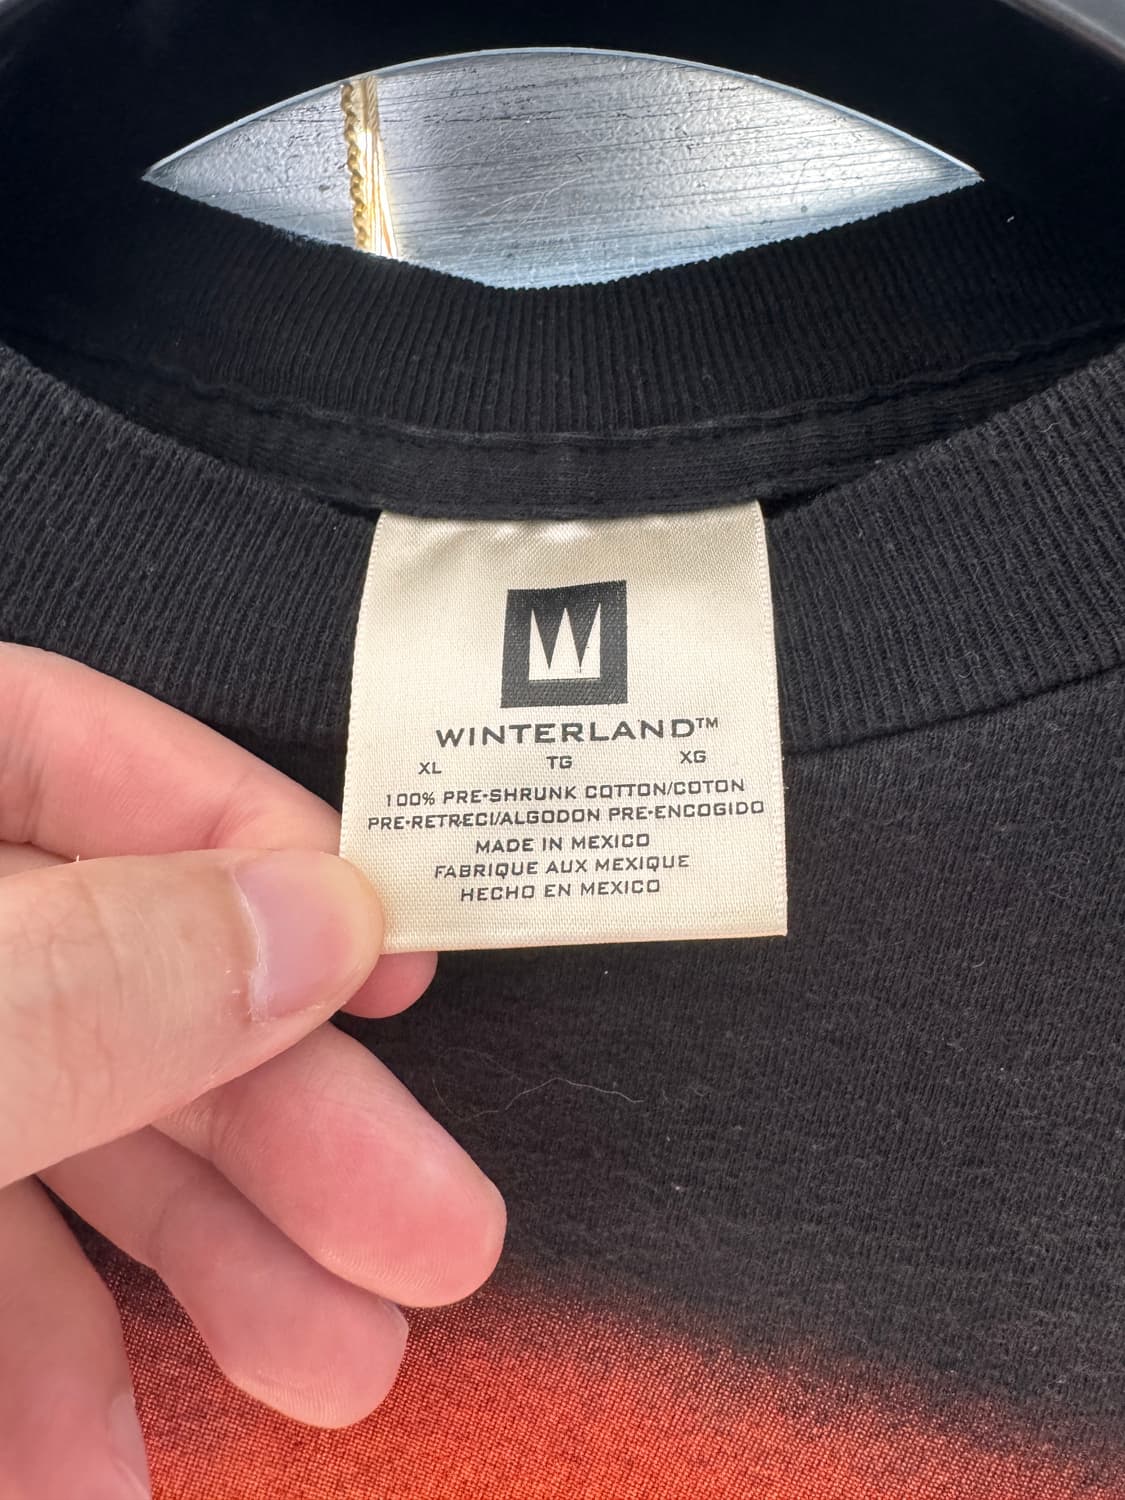 W
WINTERLAND™
XL TG XG
100% PRE-SHRUNK COTTON/COTON
PRE-RETRECI/ALGODON PRE-ENCOGIDO
MADE IN MEXICO
FABRIQUE AUX MEXIQUE
HECHO EN MEXICO